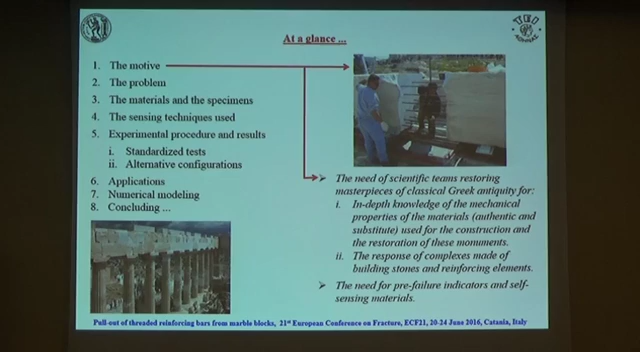 At a glance ...
1. The motive
2. The problem
3. The materials and the specimens
4. The sensing techniques used
5. Experimental procedure and results
i. Standardized tests
ii. Alternative configurations
6. Applications
7. Numerical modeling
8. Concluding ...
The need of scientific teams restoring
masterpieces of classical Greek antiquity for:
i. In-depth knowledge of the mechanical
properties of the materials (authentic and
substitute) used for the construction and
the restoration of these monuments.
ii. The response of complexes made of
building stones and reinforcing elements.
The need for pre-failure indicators and self-
sensing materials.
Pull-out of threaded reinforcing bars from marble blocks, 21st European Conference on Fracture, ECF21, 20-24 June 2016, Catania, Italy